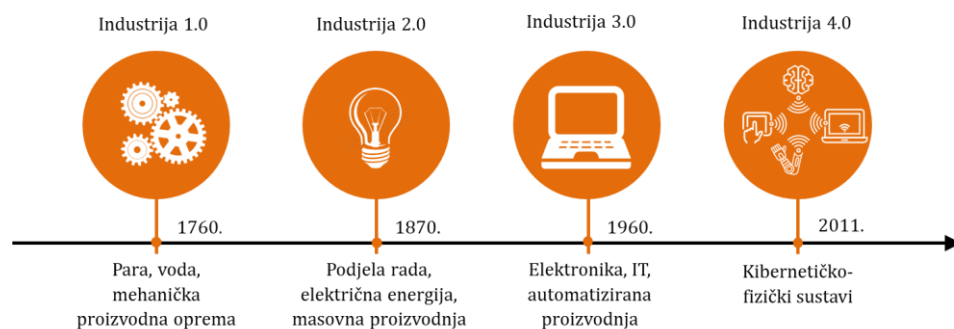 Industrija 1.0
Industrija 2.0
Industrija 3.0
Industrija 4.0
1760.
1870.
1960.
2011.
Para, voda,
mehanička
proizvodna oprema
Podjela rada,
električna energija,
masovna proizvodnja
Elektronika, IT,
automatizirana
proizvodnja
Kibernetičko-
fizički sustavi